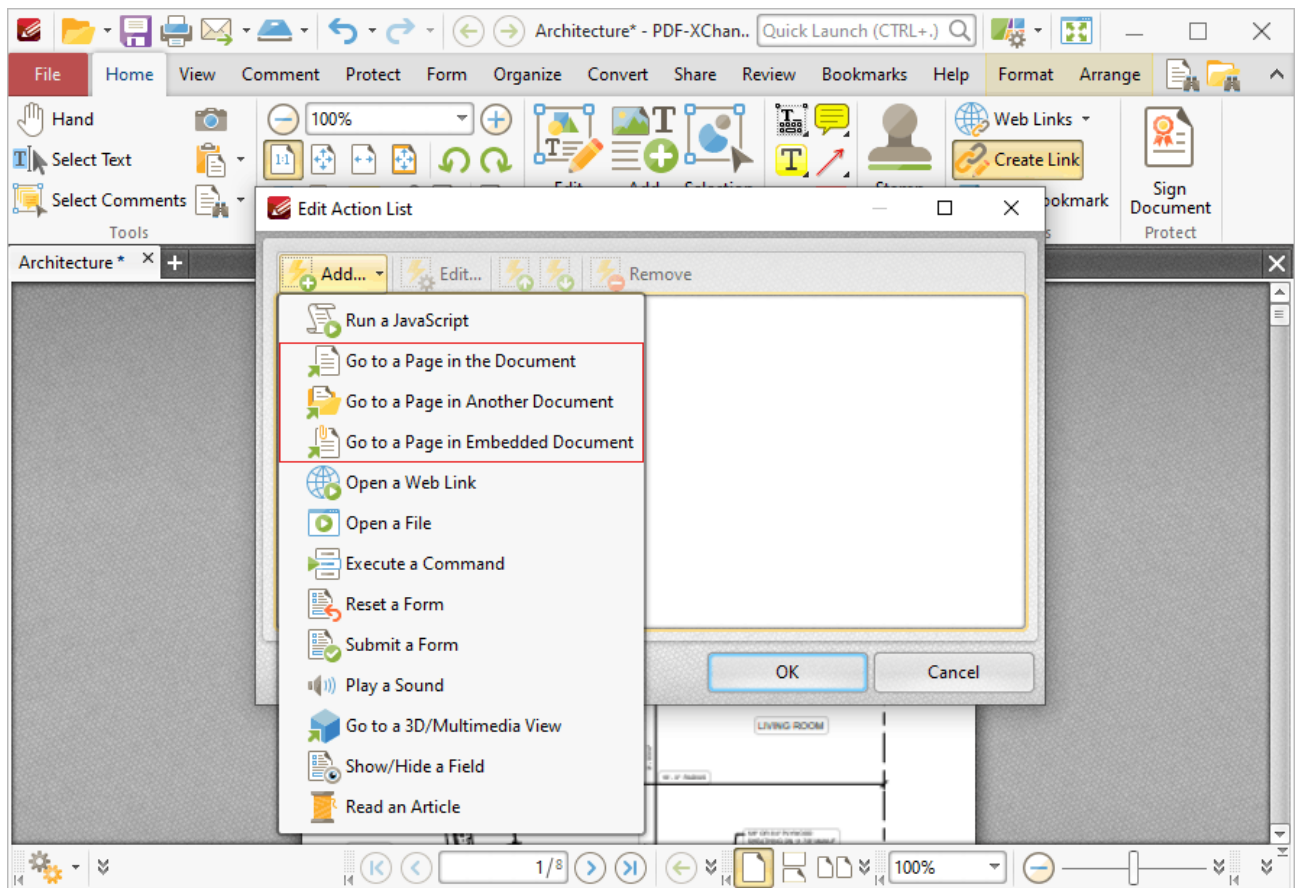 Architecture* - PDF-XChan.. Quick Launch (CTRL+.)
File Home View Comment Protect Form Organize Convert Share Review Bookmarks Help Format Arrange
Hand 100% Web Links
1:1
Select Text Create Link
Select Comments
Sign
Document
Tools Protect
Edit Action List
Architecture *
Add... Edit... Remove
Run a JavaScript
Go to a Page in the Document
Go to a Page in Another Document
Go to a Page in Embedded Document
Open a Web Link
Open a File
Execute a Command
Reset a Form
Submit a Form
Play a Sound
Go to a 3D/Multimedia View
Show/Hide a Field
Read an Article
OK Cancel
LIVING ROOM
1/8 100%